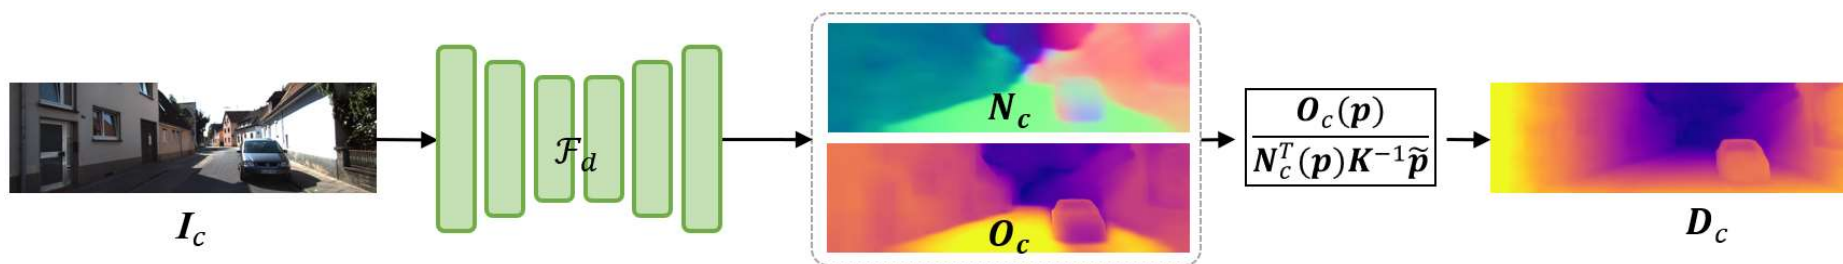 I_c
𝓕_d
N_c
O_c
O_c(p)
N_c^T(p)K^{-1}p̃
D_c